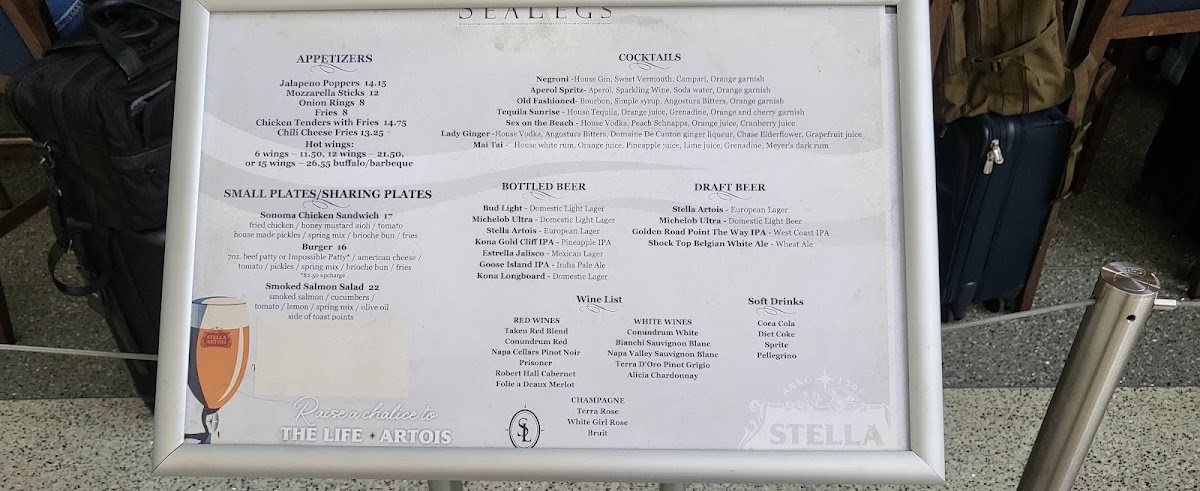 SEALEGS
APPETIZERS
Jalapeno Poppers 14.15
Mozzarella Sticks 12
Onion Rings 8
Fries 8
Chicken Tenders with Fries 14.75
Chili Cheese Fries 13.25
Hot wings:
6 wings – 11.50, 12 wings – 21.50,
or 15 wings – 26.55 buffalo/barbeque
SMALL PLATES/SHARING PLATES
Sonoma Chicken Sandwich 17
fried chicken / honey mustard aioli / tomato
house made pickles / spring mix / brioche bun / fries
Burger 16
7oz. beef patty or Impossible Patty* / american cheese /
tomato / pickles / spring mix / brioche bun / fries
*$2.50 upcharge
Smoked Salmon Salad 22
smoked salmon / cucumbers /
tomato / lemon / spring mix / olive oil
side of toast points
STELLA
ARTOIS
Raise a chalice to
THE LIFE ARTOIS
COCKTAILS
Negroni -House Gin, Sweet Vermouth, Campari, Orange garnish
Aperol Spritz- Aperol, Sparkling Wine, Soda water, Orange garnish
Old Fashioned- Bourbon, Simple syrup, Angostura Bitters, Orange garnish
Tequila Sunrise - House Tequila, Orange juice, Grenadine, Orange and cherry garnish
Sex on the Beach - House Vodka, Peach Schnapps, Orange juice, Cranberry juice
Lady Ginger -House Vodka, Angostura Bitters, Domaine De Canton ginger liqueur, Chase Elderflower, Grapefruit juice
Mai Tai - House white rum, Orange juice, Pineapple juice, Lime juice, Grenadine, Meyer's dark rum
BOTTLED BEER
Bud Light - Domestic Light Lager
Michelob Ultra - Domestic Light Lager
Stella Artois - European Lager
Kona Gold Cliff IPA - Pineapple IPA
Estrella Jalisco - Mexican Lager
Goose Island IPA - India Pale Ale
Kona Longboard - Domestic Lager
DRAFT BEER
Stella Artois - European Lager
Michelob Ultra - Domestic Light Beer
Golden Road Point The Way IPA - West Coast IPA
Shock Top Belgian White Ale - Wheat Ale
Wine List
RED WINES
Taken Red Blend
Conundrum Red
Napa Cellars Pinot Noir
Prisoner
Robert Hall Cabernet
Folie a Deaux Merlot
WHITE WINES
Conundrum White
Bianchi Sauvignon Blanc
Napa Valley Sauvignon Blanc
Terra D'Oro Pinot Grigio
Alicia Chardonnay
CHAMPAGNE
Terra Rose
White Girl Rose
Bruit
Soft Drinks
Coca Cola
Diet Coke
Sprite
Pellegrino
SL
ANNO 1366
STELLA